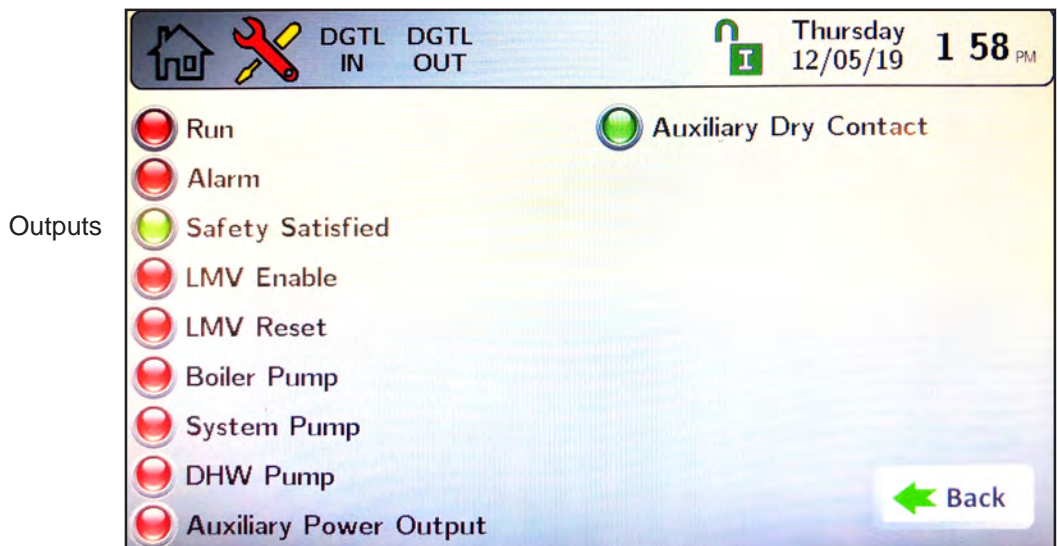 DGTL DGTL
IN OUT
I
Thursday
12/05/19
1 58 PM
Run
Alarm
Outputs
Safety Satisfied
LMV Enable
LMV Reset
Boiler Pump
System Pump
DHW Pump
Auxiliary Power Output
Auxiliary Dry Contact
Back